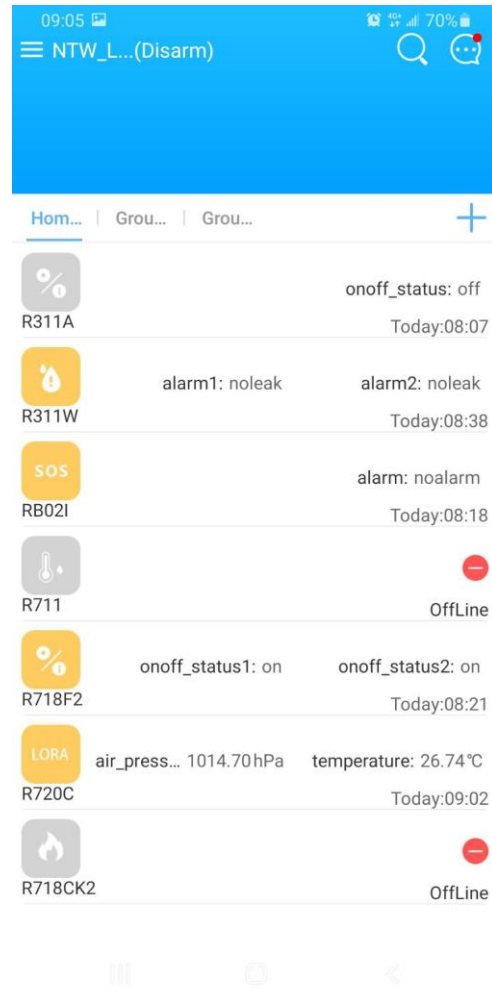 09:05 4G+ 70%
NTW_L...(Disarm)
Hom... Grou... Grou...
onoff_status: off
R311A Today:08:07
alarm1: noleak alarm2: noleak
R311W Today:08:38
SOS alarm: noalarm
RB02I Today:08:18
R711 OffLine
onoff_status1: on onoff_status2: on
R718F2 Today:08:21
LORA air_press... 1014.70hPa temperature: 26.74℃
R720C Today:09:02
R718CK2 OffLine